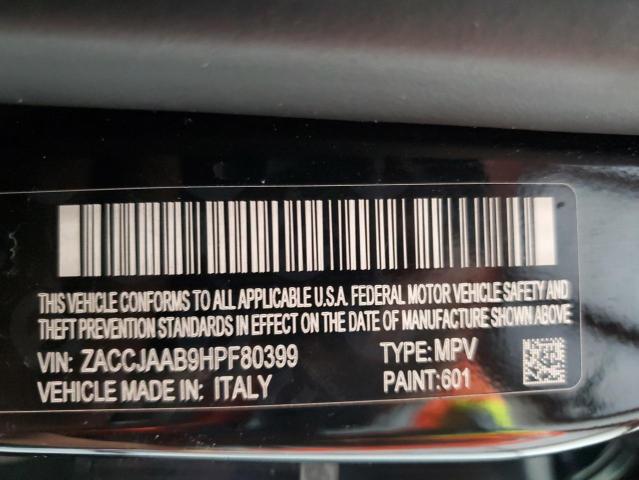 THIS VEHICLE CONFORMS TO ALL APPLICABLE U.S.A. FEDERAL MOTOR VEHICLE SAFETY AND
THEFT PREVENTION STANDARDS IN EFFECT ON THE DATE OF MANUFACTURE SHOWN ABOVE
VIN: ZACCJAAB9HPF80399 TYPE: MPV
VEHICLE MADE IN: ITALY PAINT:601